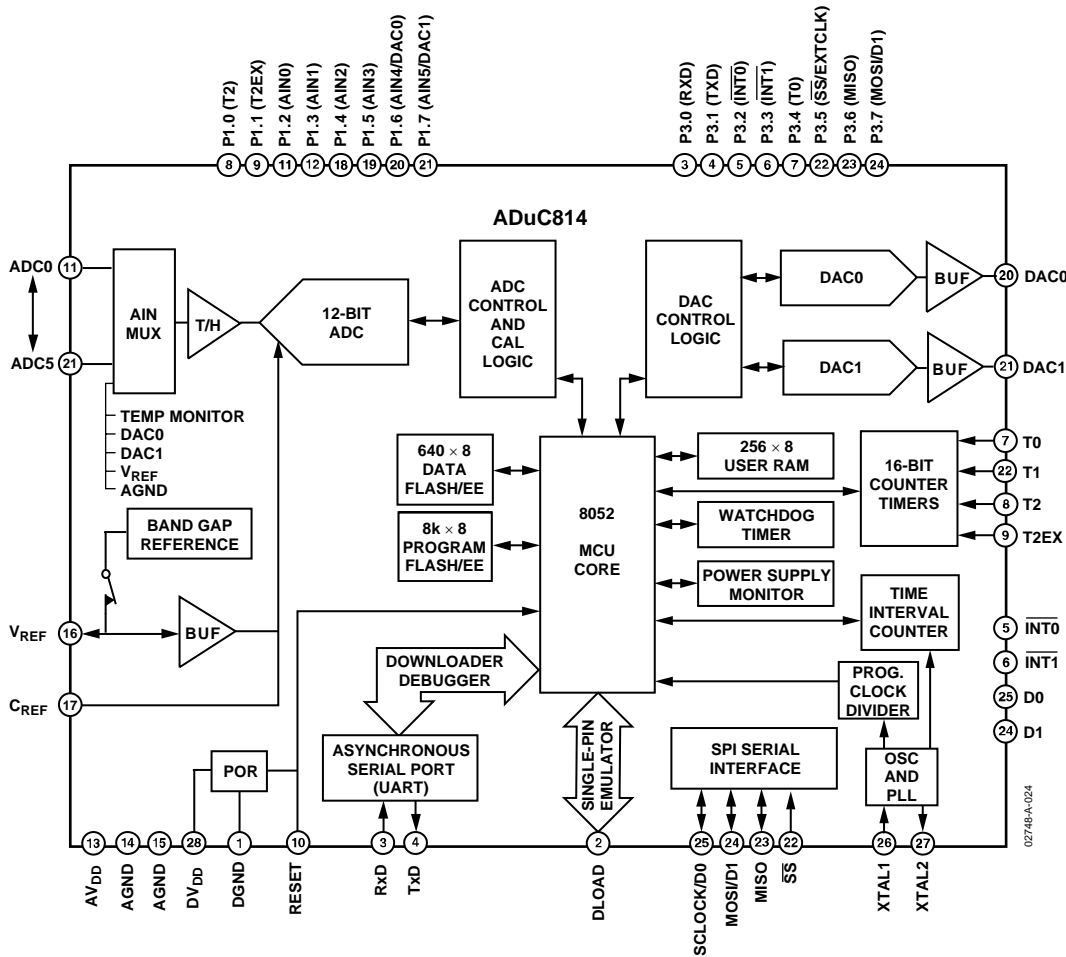 P1.0 (T2)
P1.1 (T2EX)
P1.2 (AIN0)
P1.3 (AIN1)
P1.4 (AIN2)
P1.5 (AIN3)
P1.6 (AIN4/DAC0)
P1.7 (AIN5/DAC1)
P3.0 (RXD)
P3.1 (TXD)
P3.2 (INT0)
P3.3 (INT1)
P3.4 (T0)
P3.5 (SS/EXTCLK)
P3.6 (MISO)
P3.7 (MOSI/D1)
8 9 11 12 18 19 20 21
3 4 5 6 7 22 23 24
ADuC814
ADC0
11
ADC5
21
AIN
MUX
T/H
12-BIT
ADC
ADC
CONTROL
AND
CAL
LOGIC
DAC
CONTROL
LOGIC
DAC0
BUF
20
DAC0
DAC1
BUF
21
DAC1
TEMP MONITOR
DAC0
DAC1
VREF
AGND
BAND GAP
REFERENCE
VREF
16
BUF
CREF
17
640 × 8
DATA
FLASH/EE
8k × 8
PROGRAM
FLASH/EE
8052
MCU
CORE
256 × 8
USER RAM
WATCHDOG
TIMER
POWER SUPPLY
MONITOR
16-BIT
COUNTER
TIMERS
7
T0
22
T1
8
T2
9
T2EX
TIME
INTERVAL
COUNTER
5
INT0
6
INT1
25
D0
24
D1
PROG.
CLOCK
DIVIDER
DOWNLOADER
DEBUGGER
ASYNCHRONOUS
SERIAL PORT
(UART)
POR
SINGLE-PIN
EMULATOR
SPI SERIAL
INTERFACE
OSC
AND
PLL
13 14 15 28 1 10 3 4 2 25 24 23 22 26 27
AVDD
AGND
AGND
DVDD
DGND
RESET
RxD
TxD
DLOAD
SCLOCK/D0
MOSI/D1
MISO
SS
XTAL1
XTAL2
02748-A-024